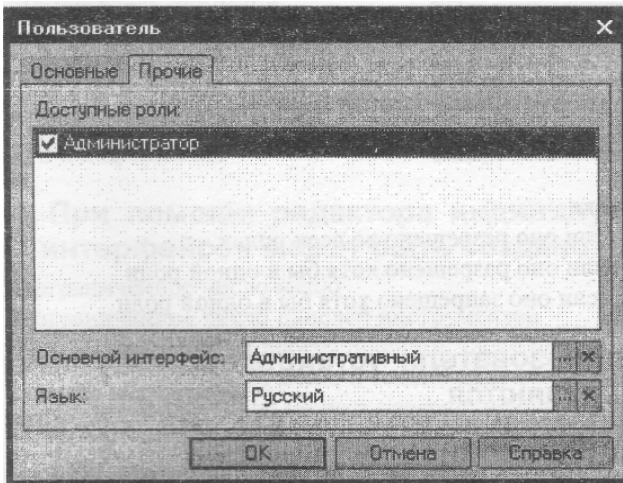 Пользователь
Основные Прочие
Доступные роли:
Администратор
Основной интерфейс: Административный ... ×
Язык: Русский ... ×
OK Отмена Справка